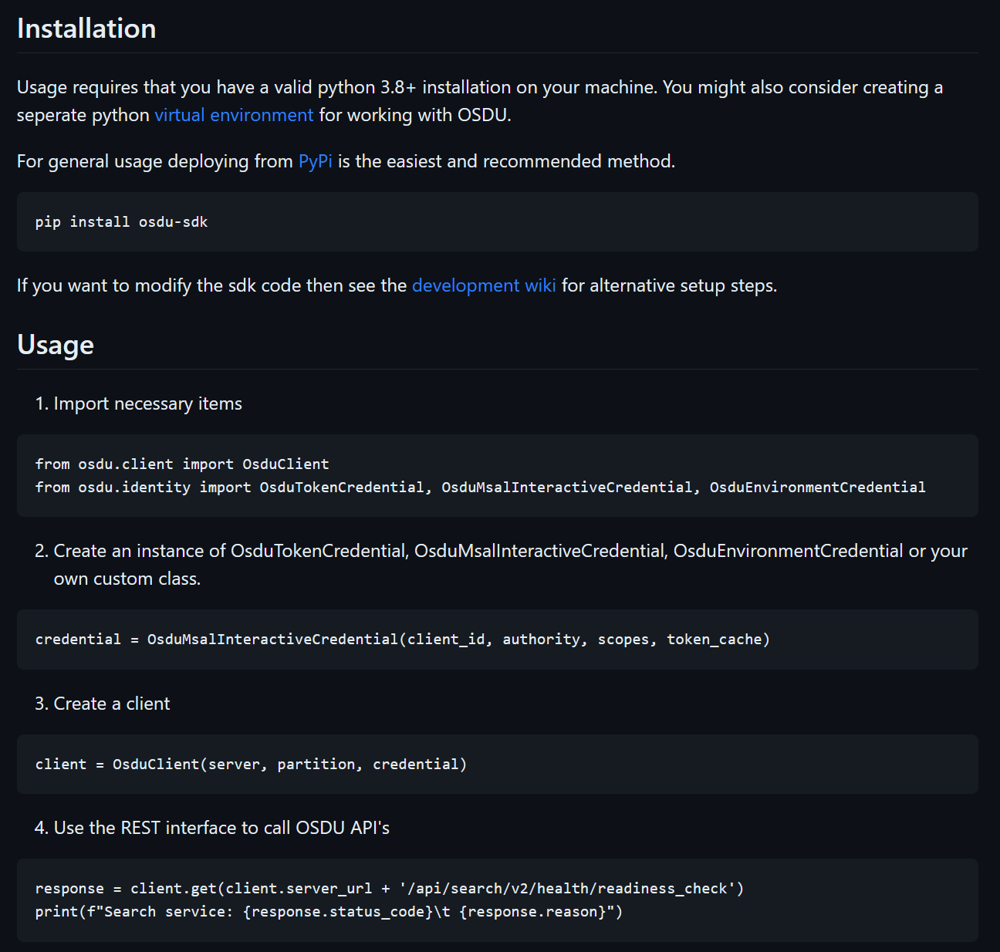 Installation
Usage requires that you have a valid python 3.8+ installation on your machine. You might also consider creating a
seperate python virtual environment for working with OSDU.
For general usage deploying from PyPi is the easiest and recommended method.
pip install osdu-sdk
If you want to modify the sdk code then see the development wiki for alternative setup steps.
Usage
1. Import necessary items
from osdu.client import OsduClient
from osdu.identity import OsduTokenCredential, OsduMsalInteractiveCredential, OsduEnvironmentCredential
2. Create an instance of OsduTokenCredential, OsduMsalInteractiveCredential, OsduEnvironmentCredential or your
own custom class.
credential = OsduMsalInteractiveCredential(client_id, authority, scopes, token_cache)
3. Create a client
client = OsduClient(server, partition, credential)
4. Use the REST interface to call OSDU API's
response = client.get(client.server_url + '/api/search/v2/health/readiness_check')
print(f"Search service: {response.status_code}\t {response.reason}")